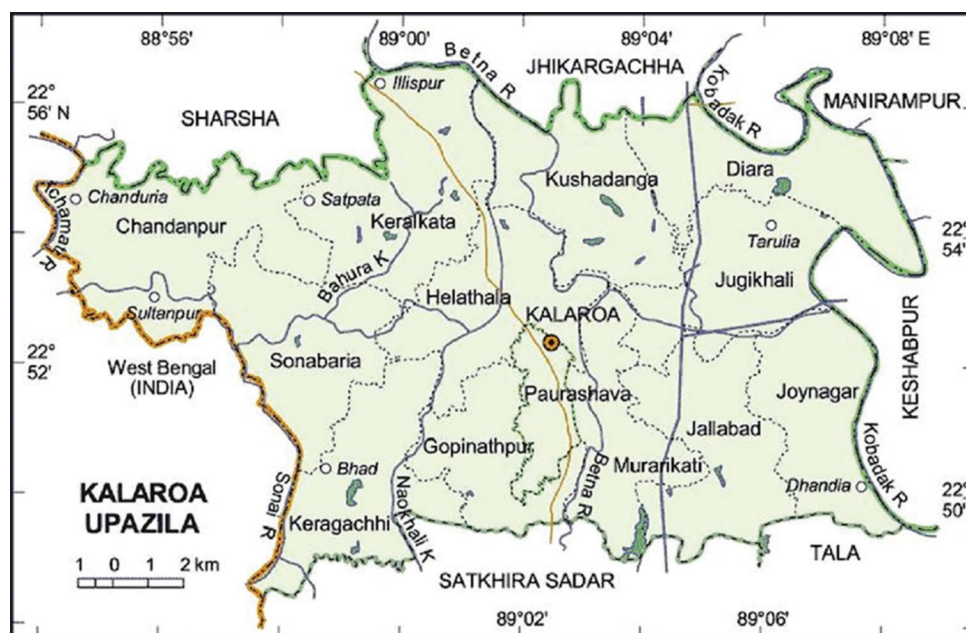 88°56'
89°00'
89°04'
89°08' E
22°
56' N
SHARSHA
Illispur
Betna R
JHIKARGACHHA
Kobadak R
MANIRAMPUR
Ichamati R
Chanduria
Chandanpur
Satpata
Keralkata
Kushadanga
Diara
Tarulia
22°
54'
Bahura K
Sultanpur
Helathala
Jugikhali
KALAROA
22°
52'
West Bengal
(INDIA)
Sonabaria
Paurashava
Joynagar
KESHABPUR
Gopinathpur
Jallabad
Murarikati
Bhad
Kobadak R
Dhandia
22°
50'
KALAROA
UPAZILA
1 0 1 2 km
Sonai R
Keragachhi
Naokhali K
Betna R
SATKHIRA SADAR
TALA
89°02'
89°06'